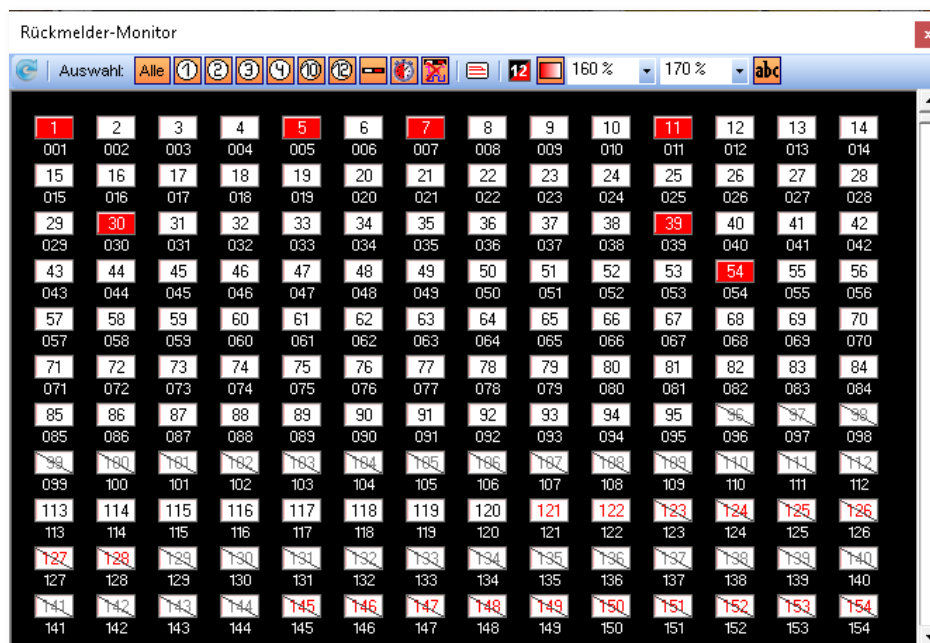 Rückmelder-Monitor x
Auswahl: Alle 1 2 3 4 10 12 12 160 % 170 % abc
1 2 3 4 5 6 7 8 9 10 11 12 13 14
001 002 003 004 005 006 007 008 009 010 011 012 013 014
15 16 17 18 19 20 21 22 23 24 25 26 27 28
015 016 017 018 019 020 021 022 023 024 025 026 027 028
29 30 31 32 33 34 35 36 37 38 39 40 41 42
029 030 031 032 033 034 035 036 037 038 039 040 041 042
43 44 45 46 47 48 49 50 51 52 53 54 55 56
043 044 045 046 047 048 049 050 051 052 053 054 055 056
57 58 59 60 61 62 63 64 65 66 67 68 69 70
057 058 059 060 061 062 063 064 065 066 067 068 069 070
71 72 73 74 75 76 77 78 79 80 81 82 83 84
071 072 073 074 075 076 077 078 079 080 081 082 083 084
85 86 87 88 89 90 91 92 93 94 95 96 97 98
085 086 087 088 089 090 091 092 093 094 095 096 097 098
99 100 101 102 103 104 105 106 107 108 109 110 111 112
099 100 101 102 103 104 105 106 107 108 109 110 111 112
113 114 115 116 117 118 119 120 121 122 123 124 125 126
113 114 115 116 117 118 119 120 121 122 123 124 125 126
127 128 129 130 131 132 133 134 135 136 137 138 139 140
127 128 129 130 131 132 133 134 135 136 137 138 139 140
141 142 143 144 145 146 147 148 149 150 151 152 153 154
141 142 143 144 145 146 147 148 149 150 151 152 153 154